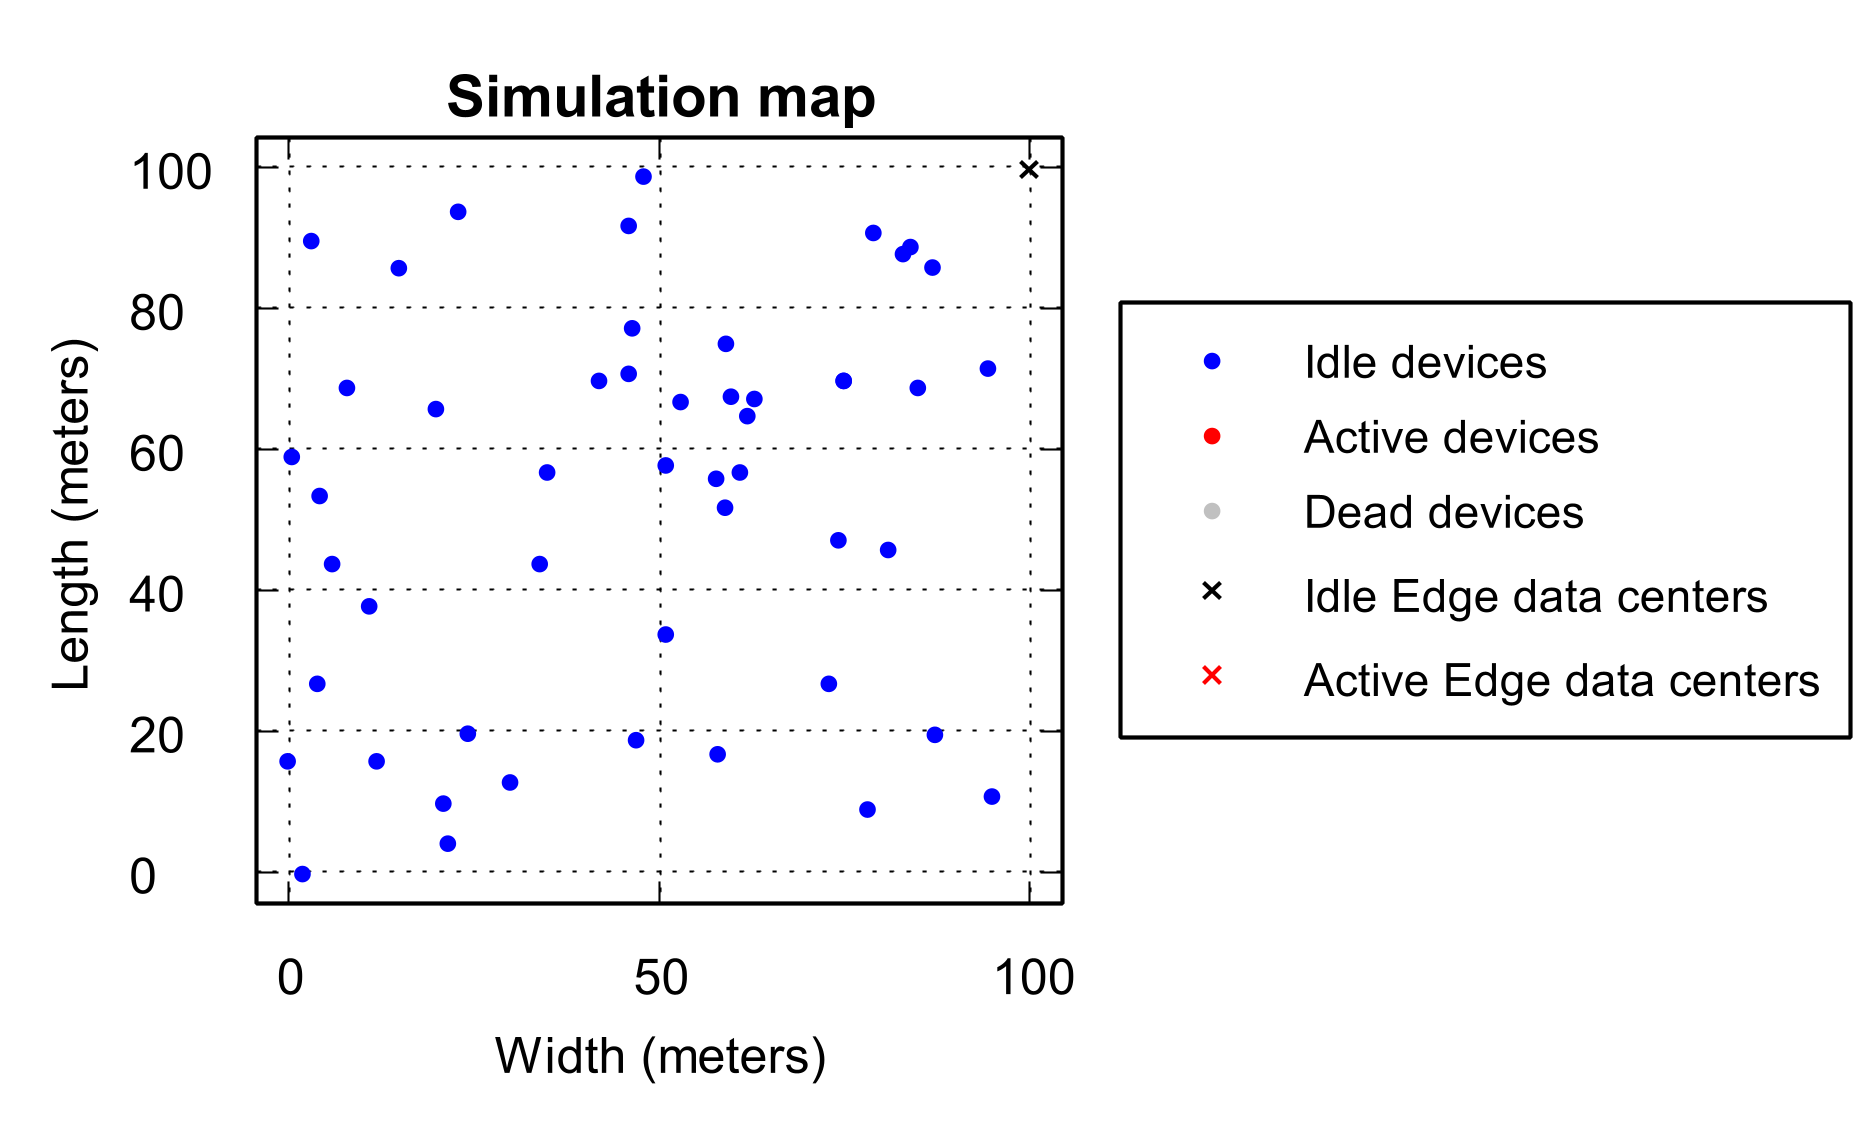 Simulation map
100
80
60
40
20
0
Length (meters)
0 50 100
Width (meters)
Idle devices
Active devices
Dead devices
Idle Edge data centers
Active Edge data centers